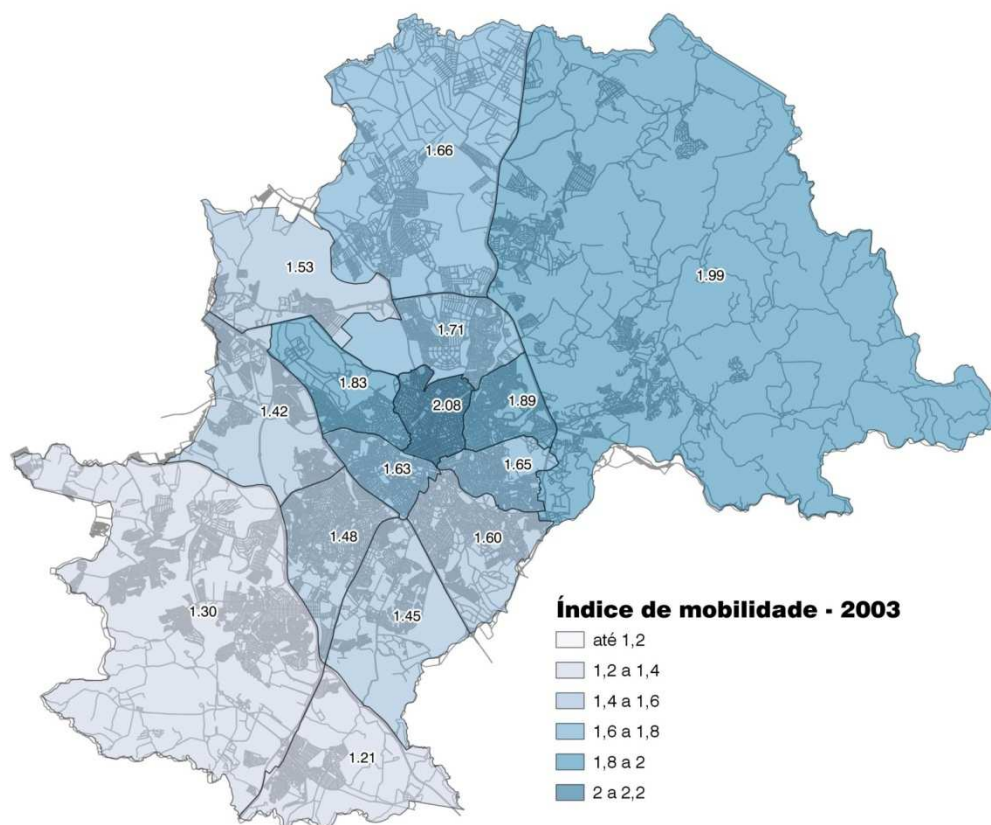 1.66
1.53
1.99
1.71
1.83
2.08
1.89
1.42
1.63
1.65
1.48
1.60
1.30
1.45
1.21
Índice de mobilidade - 2003
até 1,2
1,2 a 1,4
1,4 a 1,6
1,6 a 1,8
1,8 a 2
2 a 2,2